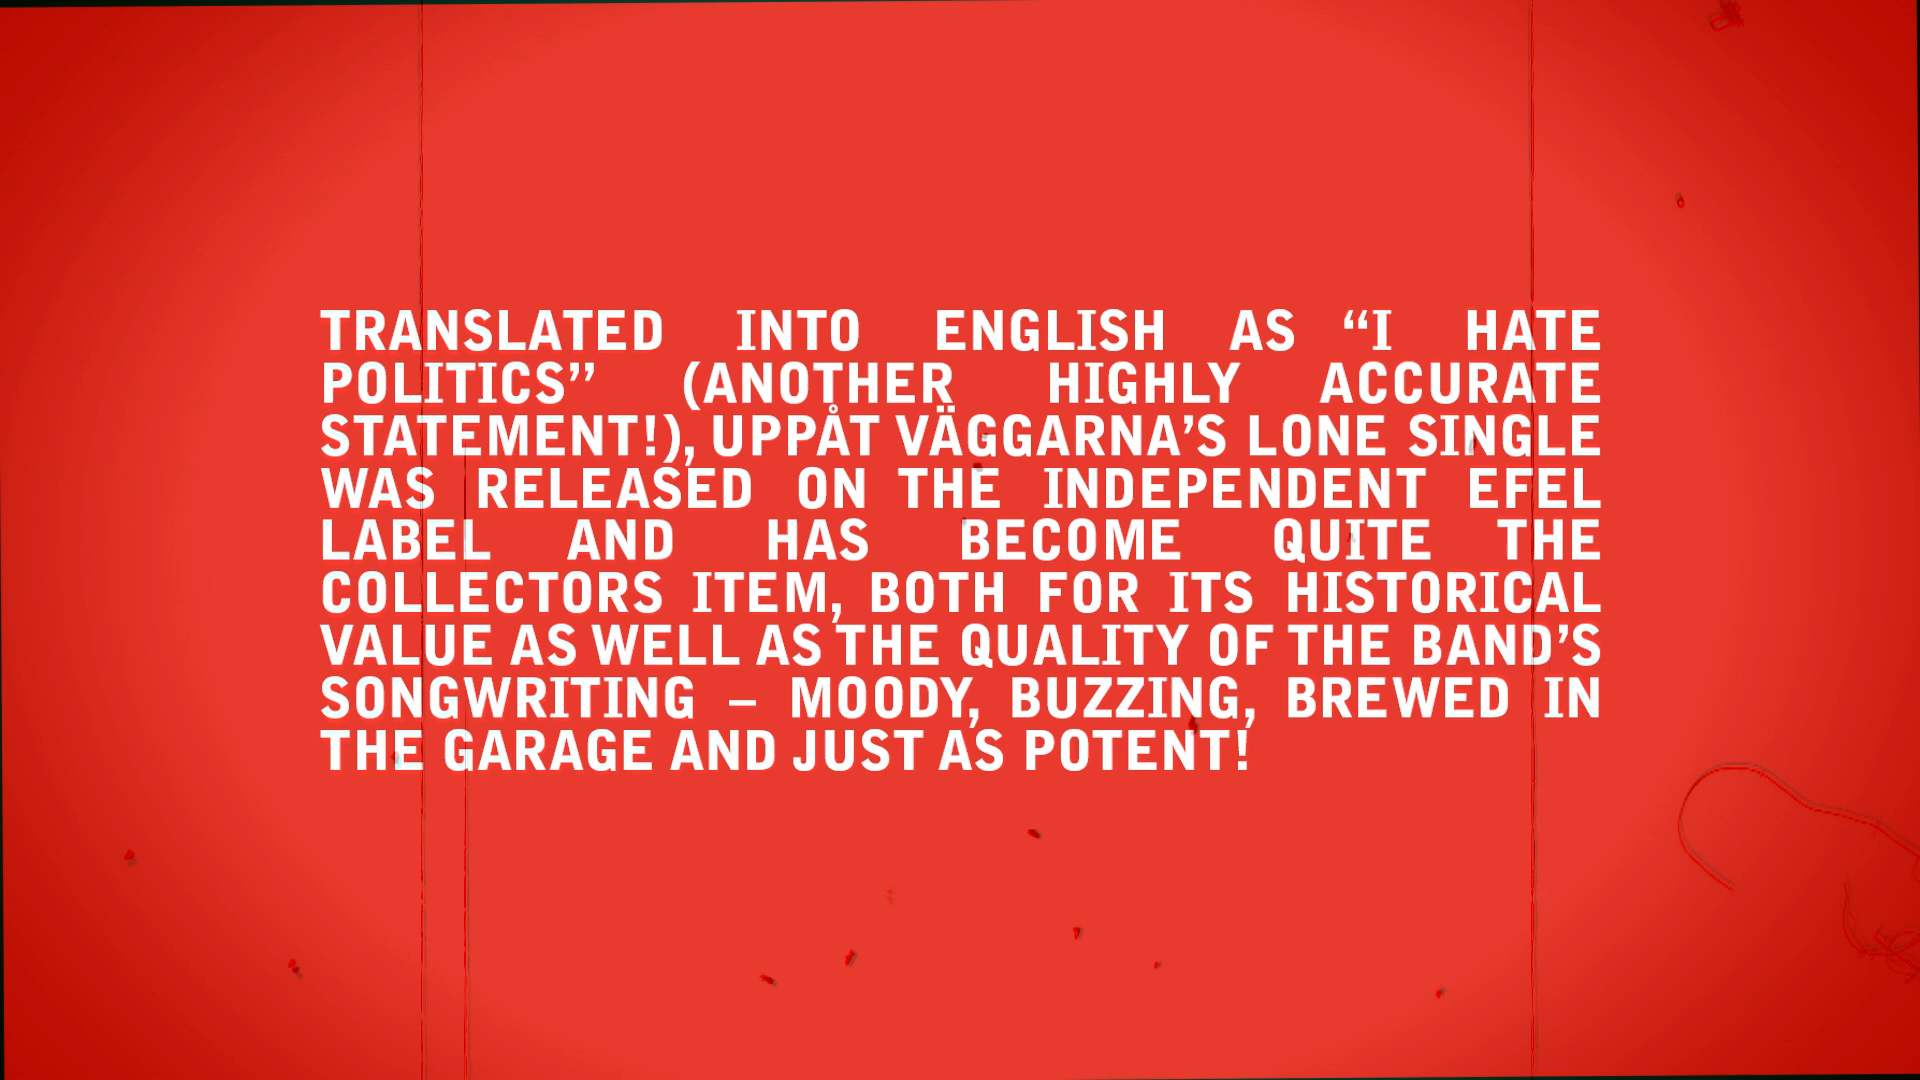 TRANSLATED INTO ENGLISH AS “I HATE
POLITICS” (ANOTHER HIGHLY ACCURATE
STATEMENT!), UPPÅT VÄGGARNA’S LONE SINGLE
WAS RELEASED ON THE INDEPENDENT EFEL
LABEL AND HAS BECOME QUITE THE
COLLECTORS ITEM, BOTH FOR ITS HISTORICAL
VALUE AS WELL AS THE QUALITY OF THE BAND’S
SONGWRITING – MOODY, BUZZING, BREWED IN
THE GARAGE AND JUST AS POTENT!